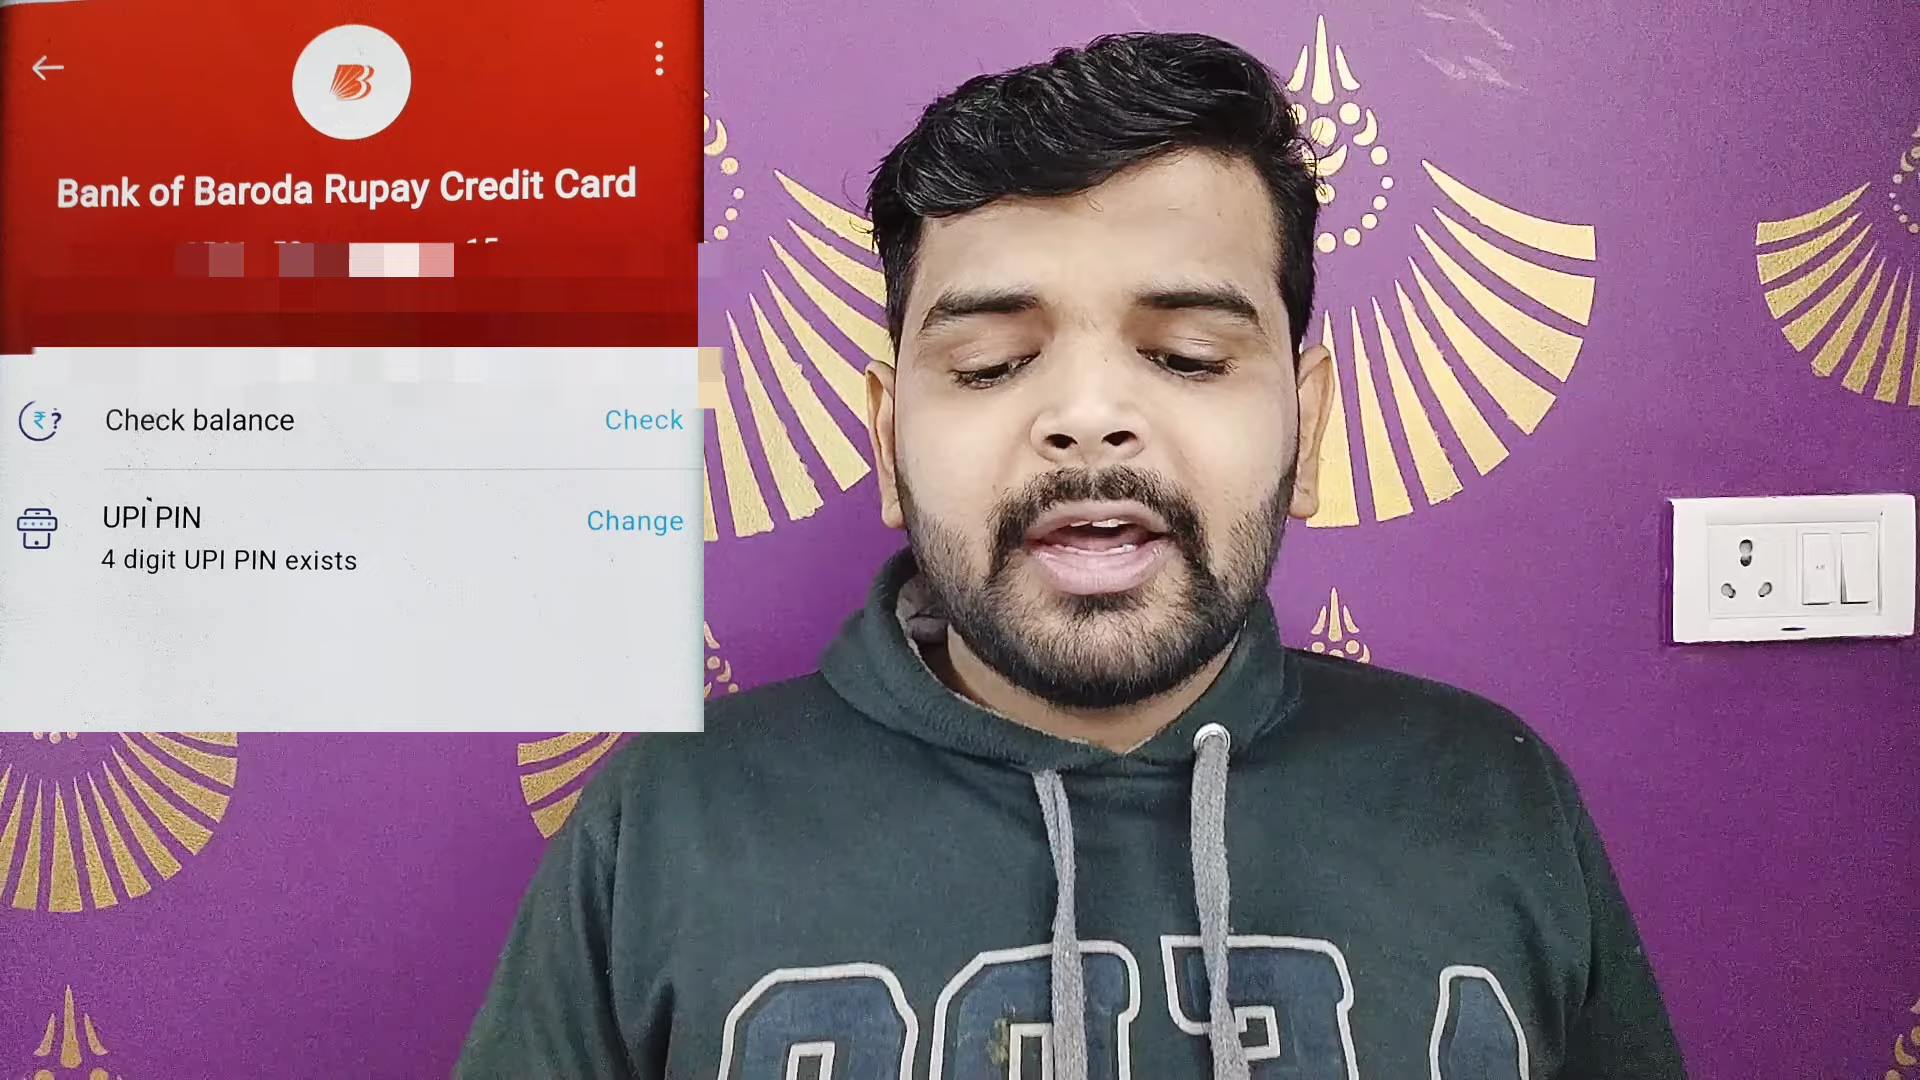 Bank of Baroda Rupay Credit Card
Check balance
Check
UPI PIN
Change
4 digit UPI PIN exists